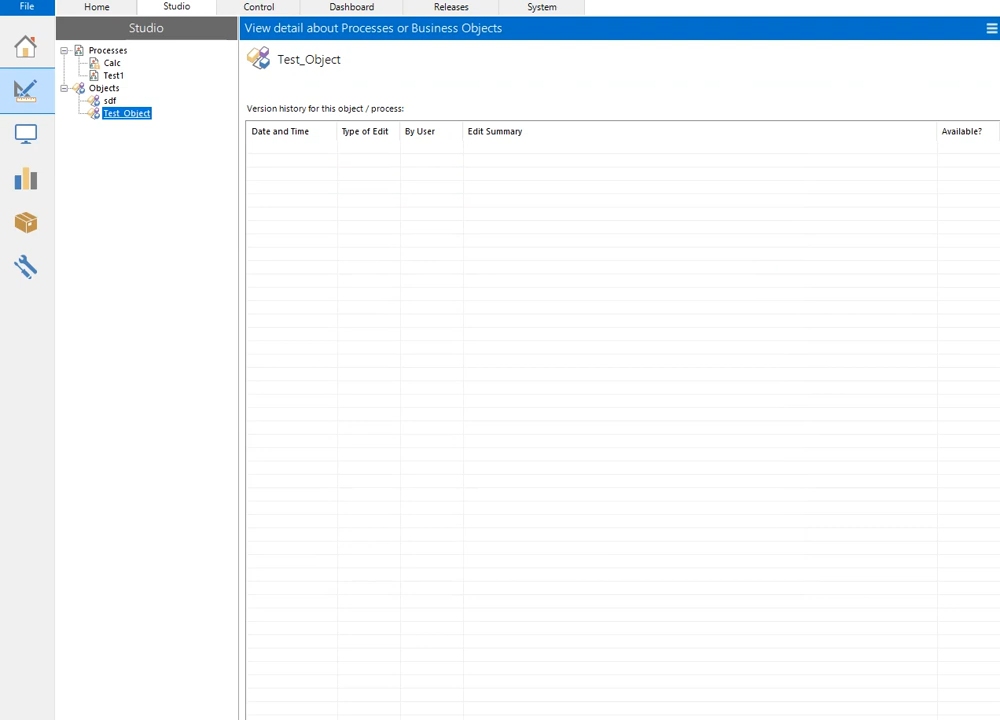 File Home Studio Control Dashboard Releases System
Studio
View detail about Processes or Business Objects
Processes
Calc
Test1
Objects
sdf
Test_Object
Test_Object
Version history for this object / process:
Date and Time Type of Edit By User Edit Summary Available?